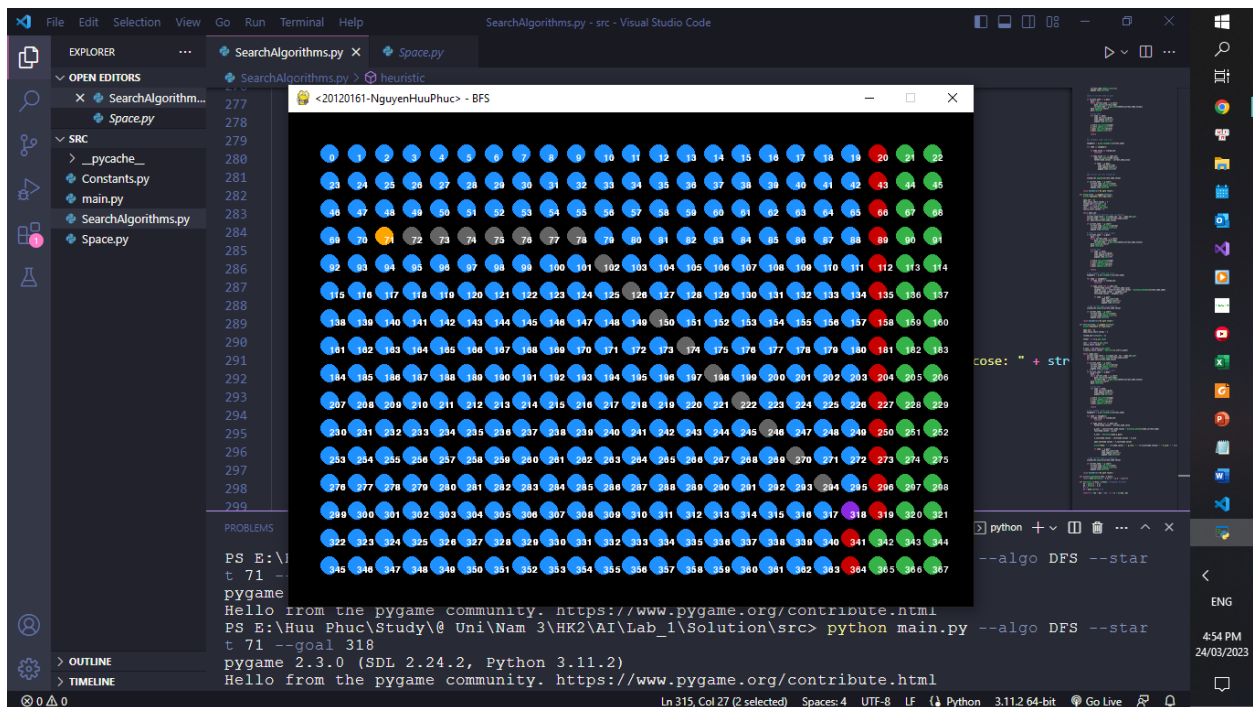 File Edit Selection View Go Run Terminal Help
SearchAlgorithms.py - src - Visual Studio Code
EXPLORER
SearchAlgorithms.py
Space.py
OPEN EDITORS
SearchAlgorithm...
Space.py
SRC
__pycache__
Constants.py
main.py
SearchAlgorithms.py
Space.py
OUTLINE
TIMELINE
SearchAlgorithms.py > heuristic
277
278
279
280
281
282
283
284
285
286
287
288
289
290
291
292
293
294
295
296
297
298
299
cose: " + str
<20120161-NguyenHuuPhuc> - BFS
0 1 2 3 4 5 6 7 8 9 10 11 12 13 14 15 16 17 18 19 20 21 22
23 24 25 26 27 28 29 30 31 32 33 34 35 36 37 38 39 40 41 42 43 44 45
46 47 48 49 50 51 52 53 54 55 56 57 58 59 60 61 62 63 64 65 66 67 68
69 70 71 72 73 74 75 76 77 78 79 80 81 82 83 84 85 86 87 88 89 90 91
92 93 94 95 96 97 98 99 100 101 102 103 104 105 106 107 108 109 110 111 112 113 114
115 116 117 118 119 120 121 122 123 124 125 126 127 128 129 130 131 132 133 134 135 136 137
138 139 140 141 142 143 144 145 146 147 148 149 150 151 152 153 154 155 156 157 158 159 160
161 162 163 164 165 166 167 168 169 170 171 172 173 174 175 176 177 178 179 180 181 182 183
184 185 186 187 188 189 190 191 192 193 194 195 196 197 198 199 200 201 202 203 204 205 206
207 208 209 210 211 212 213 214 215 216 217 218 219 220 221 222 223 224 225 226 227 228 229
230 231 232 233 234 235 236 237 238 239 240 241 242 243 244 245 246 247 248 249 250 251 252
253 254 255 256 257 258 259 260 261 262 263 264 265 266 267 268 269 270 271 272 273 274 275
276 277 278 279 280 281 282 283 284 285 286 287 288 289 290 291 292 293 294 295 296 297 298
299 300 301 302 303 304 305 306 307 308 309 310 311 312 313 314 315 316 317 318 319 320 321
322 323 324 325 326 327 328 329 330 331 332 333 334 335 336 337 338 339 340 341 342 343 344
345 346 347 348 349 350 351 352 353 354 355 356 357 358 359 360 361 362 363 364 365 366 367
PROBLEMS
python
PS E:\ --algo DFS --star
t 71 --
pygame
Hello from the pygame community. https://www.pygame.org/contribute.html
PS E:\Huu Phuc\Study\@ Uni\Nam 3\HK2\AI\Lab_1\Solution\src> python main.py --algo DFS --star
t 71 --goal 318
pygame 2.3.0 (SDL 2.24.2, Python 3.11.2)
Hello from the pygame community. https://www.pygame.org/contribute.html
0 0 Ln 315, Col 27 (2 selected) Spaces: 4 UTF-8 LF Python 3.11.2 64-bit Go Live
ENG
4:54 PM
24/03/2023